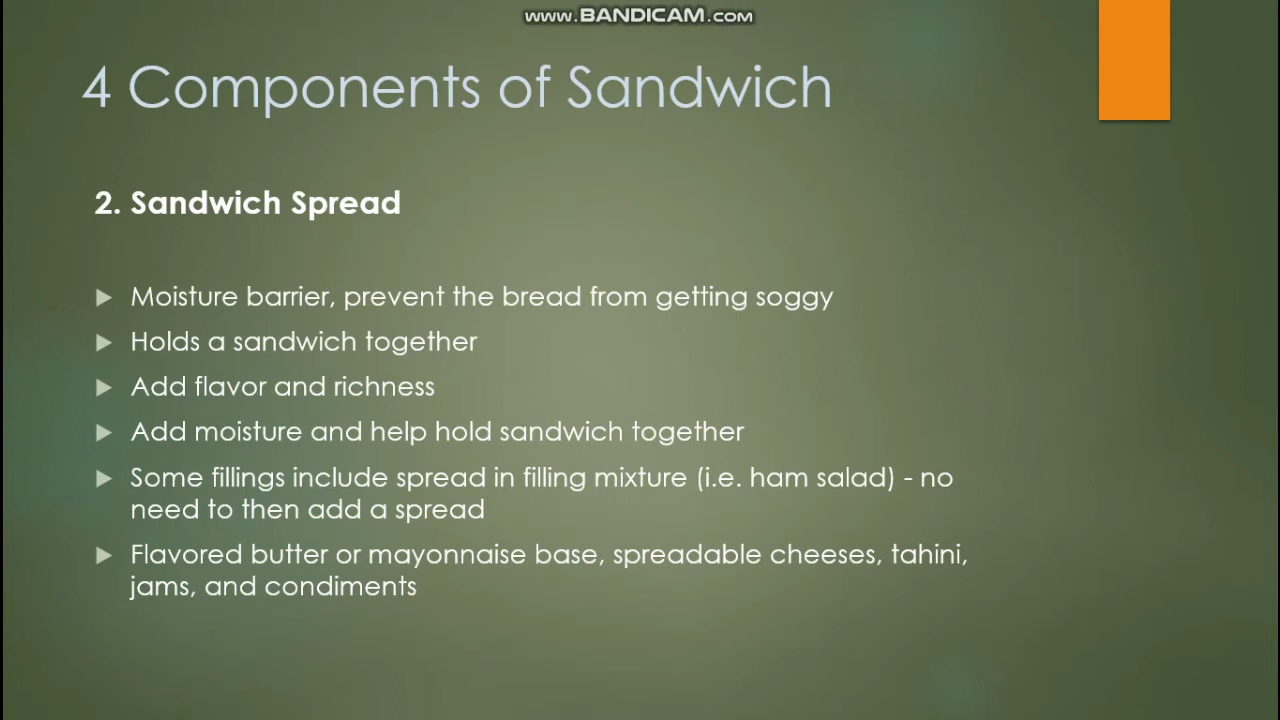 www.BANDICAM.com
4 Components of Sandwich
2. Sandwich Spread
Moisture barrier, prevent the bread from getting soggy
Holds a sandwich together
Add flavor and richness
Add moisture and help hold sandwich together
Some fillings include spread in filling mixture (i.e. ham salad) - no
need to then add a spread
Flavored butter or mayonnaise base, spreadable cheeses, tahini,
jams, and condiments